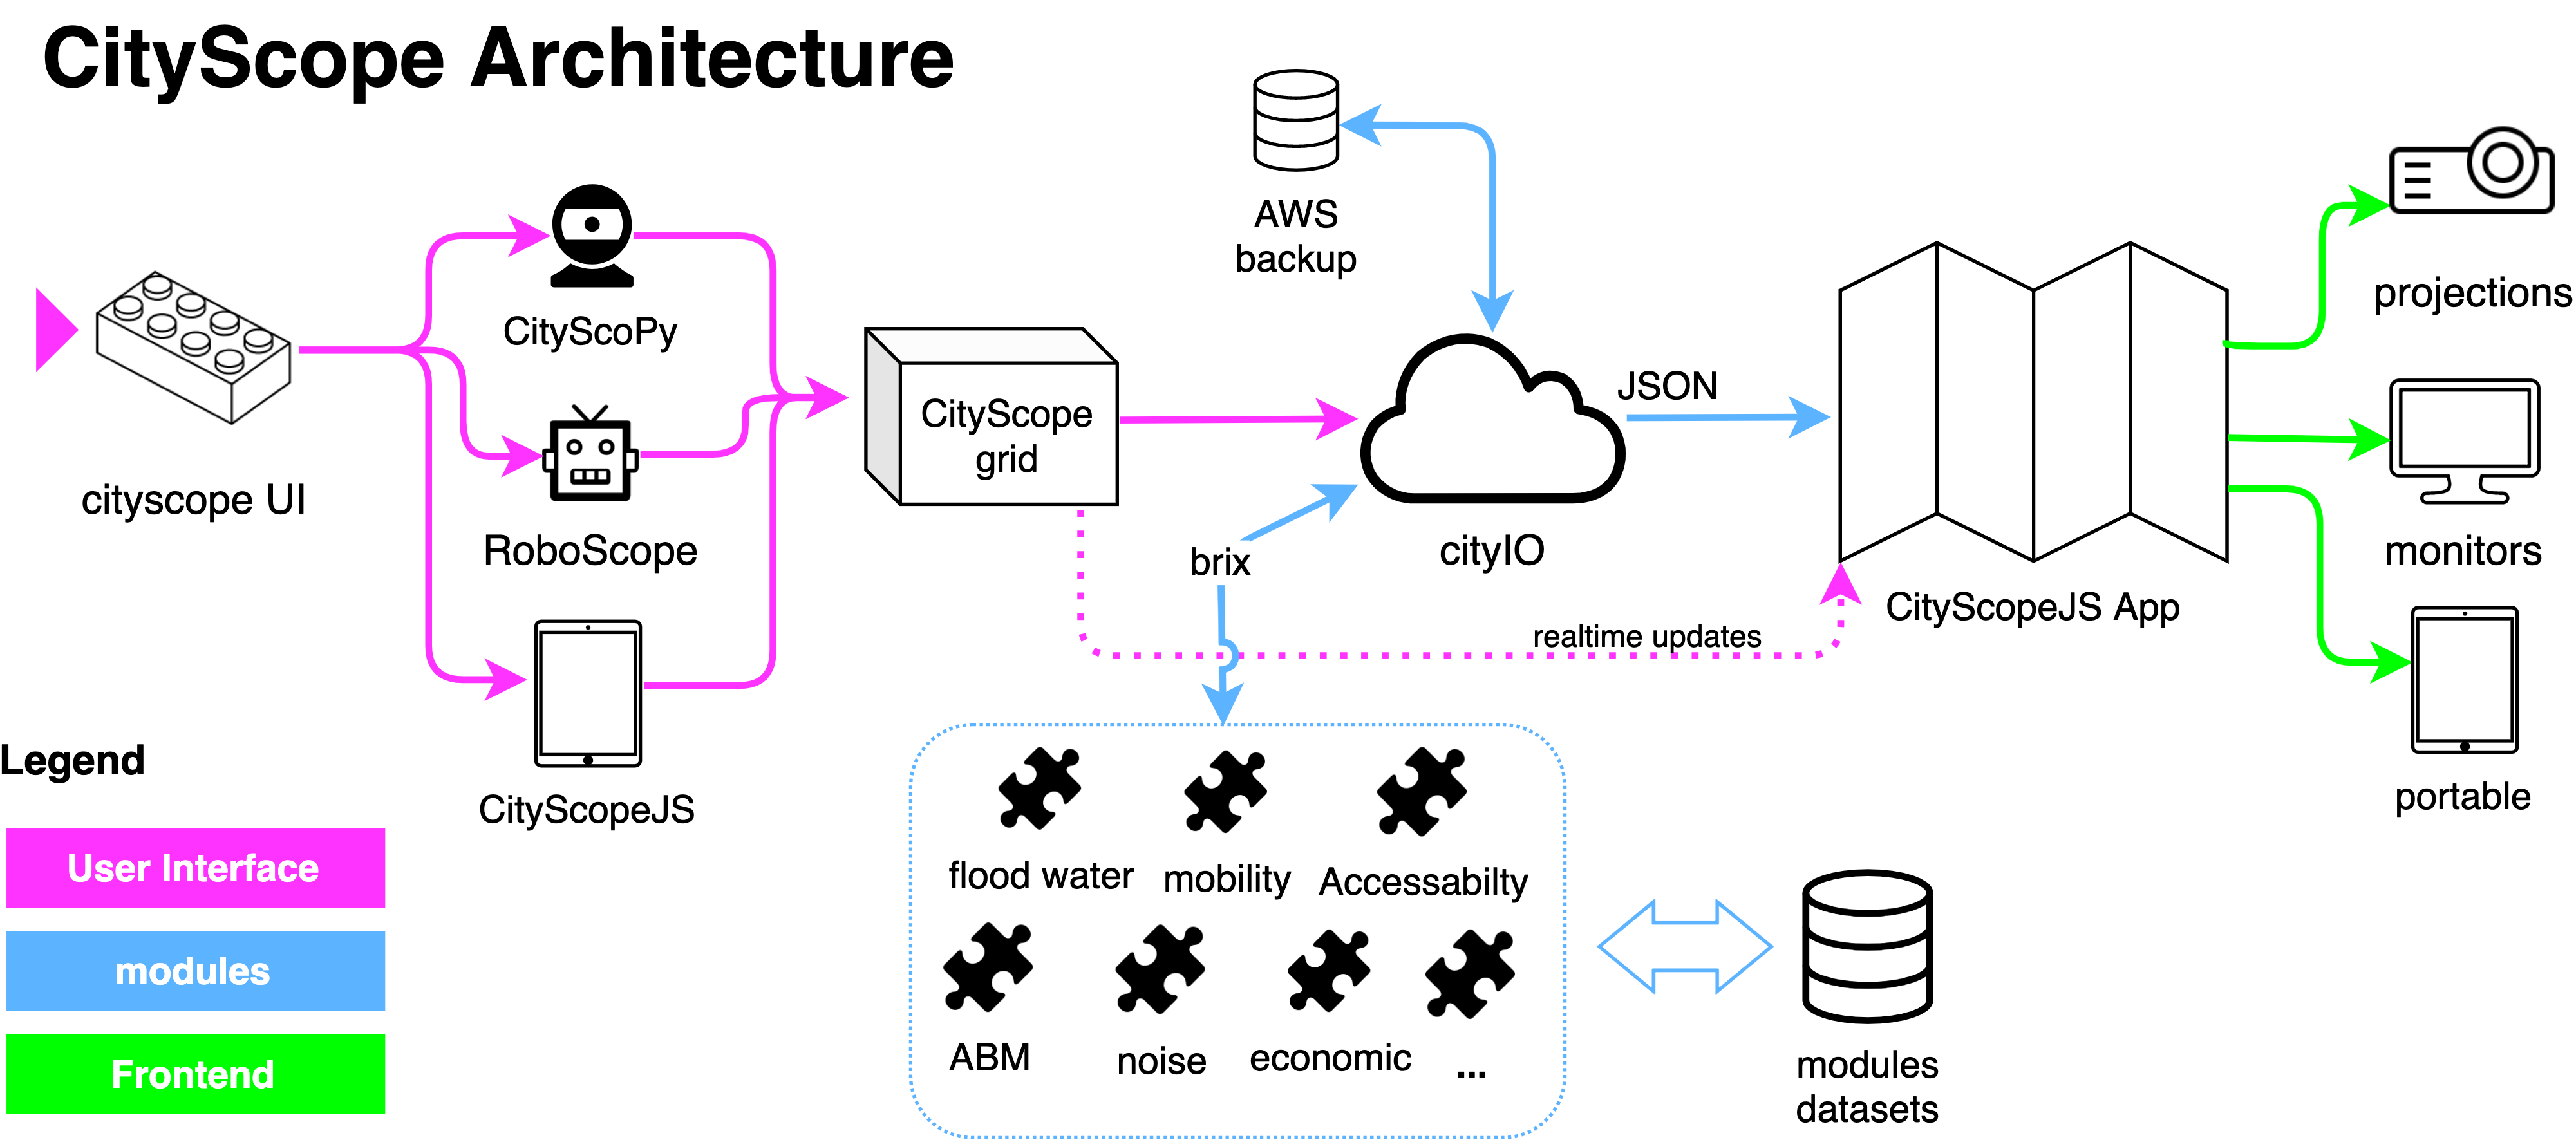 CityScope Architecture
AWS
backup
projections
CityScoPy
cityscope UI
RoboScope
CityScopeJS
CityScope
grid
JSON
cityIO
brix
realtime updates
CityScopeJS App
monitors
portable
Legend
User Interface
modules
Frontend
flood water
mobility
Accessabilty
ABM
noise
economic
...
modules
datasets